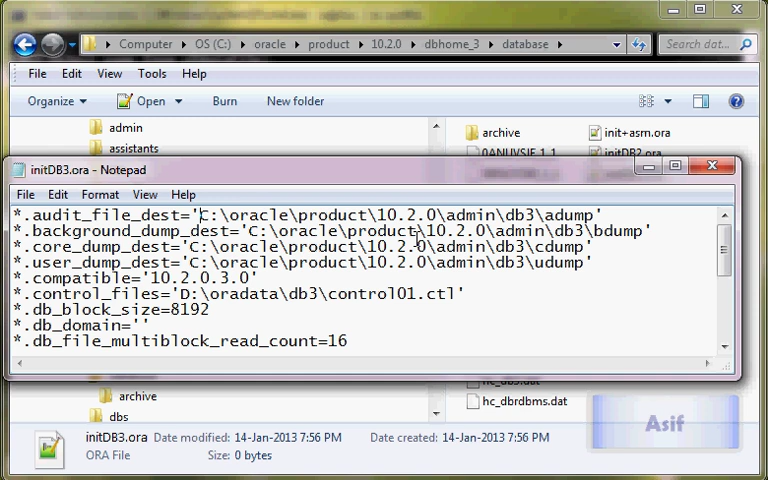 Computer OS (C:) oracle product 10.2.0 dbhome_3 database Search dat...
File Edit View Tools Help
Organize Open Burn New folder
admin
assistants
archive
init+asm.ora
0ANUVSIE_1_1
initDB2.ora
initDB3.ora - Notepad
File Edit Format View Help
*.audit_file_dest='C:\oracle\product\10.2.0\admin\db3\adump'
*.background_dump_dest='C:\oracle\product\10.2.0\admin\db3\bdump'
*.core_dump_dest='C:\oracle\product\10.2.0\admin\db3\cdump'
*.user_dump_dest='C:\oracle\product\10.2.0\admin\db3\udump'
*.compatible='10.2.0.3.0'
*.control_files='D:\oradata\db3\control01.ctl'
*.db_block_size=8192
*.db_domain=''
*.db_file_multiblock_read_count=16
archive
dbs
hc_db3.dat
hc_dbrdbms.dat
Asif
initDB3.ora Date modified: 14-Jan-2013 7:56 PM Date created: 14-Jan-2013 7:56 PM
ORA File Size: 0 bytes